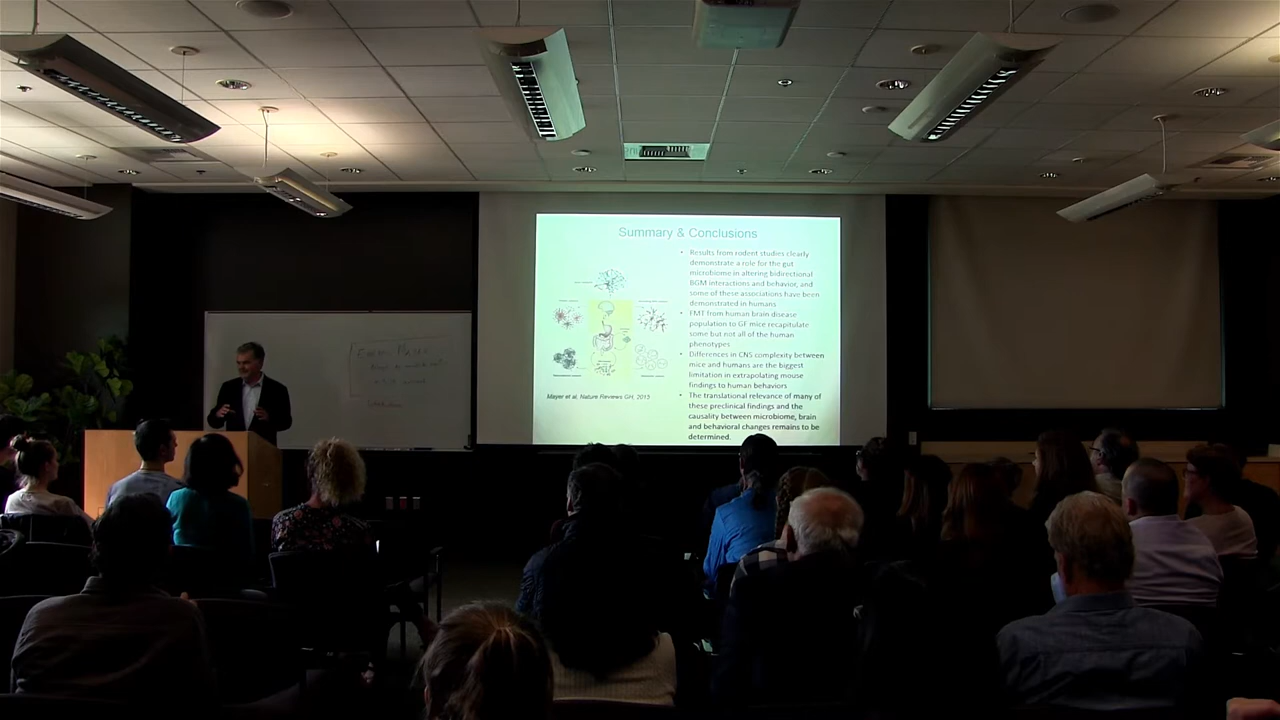 Summary & Conclusions
• Results from rodent studies clearly
demonstrate a role for the gut
microbiome in altering bidirectional
BGM interactions and behavior, and
some of these associations have been
demonstrated in humans
• FMT from human brain disease
population to GF mice recapitulate
some but not all of the human
phenotypes
• Differences in CNS complexity between
mice and humans are the biggest
limitation in extrapolating mouse
findings to human behaviors
• The translational relevance of many of
these preclinical findings and the
causality between microbiome, brain
and behavioral changes remains to be
determined.
Mayer et al, Nature Reviews GH, 2013